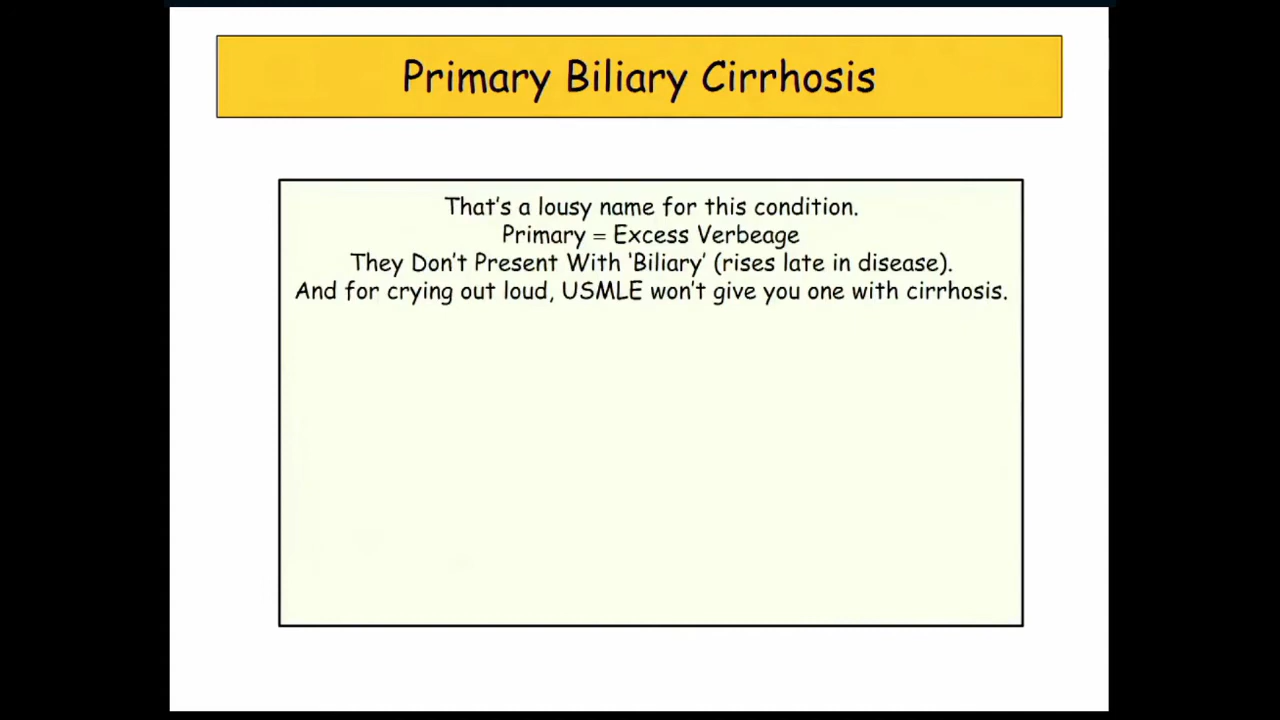 Primary Biliary Cirrhosis
That's a lousy name for this condition.
Primary = Excess Verbeage
They Don't Present With 'Biliary' (rises late in disease).
And for crying out loud, USMLE won't give you one with cirrhosis.